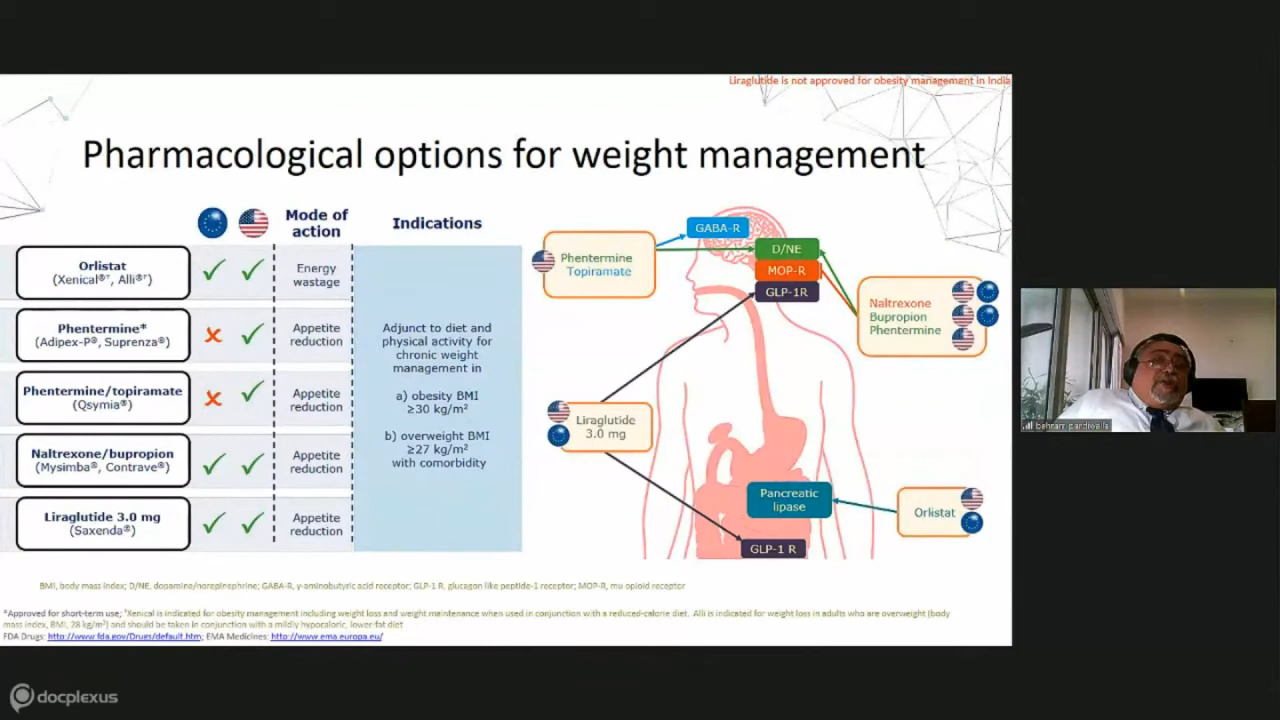 Liraglutide is not approved for obesity management in India
Pharmacological options for weight management
Mode of
action
Indications
Orlistat
(Xenical®†, Alli®†)
Energy
wastage
Phentermine*
(Adipex-P®, Suprenza®)
Appetite
reduction
Phentermine/topiramate
(Qsymia®)
Appetite
reduction
Naltrexone/bupropion
(Mysimba®, Contrave®)
Appetite
reduction
Liraglutide 3.0 mg
(Saxenda®)
Appetite
reduction
Adjunct to diet and
physical activity for
chronic weight
management in
a) obesity BMI
≥30 kg/m²
b) overweight BMI
≥27 kg/m²
with comorbidity
Phentermine
Topiramate
GABA-R
D/NE
MOP-R
GLP-1R
Naltrexone
Bupropion
Phentermine
Liraglutide
3.0 mg
Pancreatic
lipase
Orlistat
GLP-1 R
BMI, body mass index; D/NE, dopamine/norepinephrine; GABA-R, γ-aminobutyric acid receptor; GLP-1 R, glucagon like peptide-1 receptor; MOP-R, mu opioid receptor
*Approved for short-term use; †Xenical is indicated for obesity management including weight loss and weight maintenance when used in conjunction with a reduced-calorie diet. Alli is indicated for weight loss in adults who are overweight (body
mass index, BMI, 28 kg/m²) and should be taken in conjunction with a mildly hypocaloric, lower-fat diet
FDA Drugs: http://www.fda.gov/Drugs/default.htm; EMA Medicines: http://www.ema.europa.eu/
behram pardiwalla
docplexus